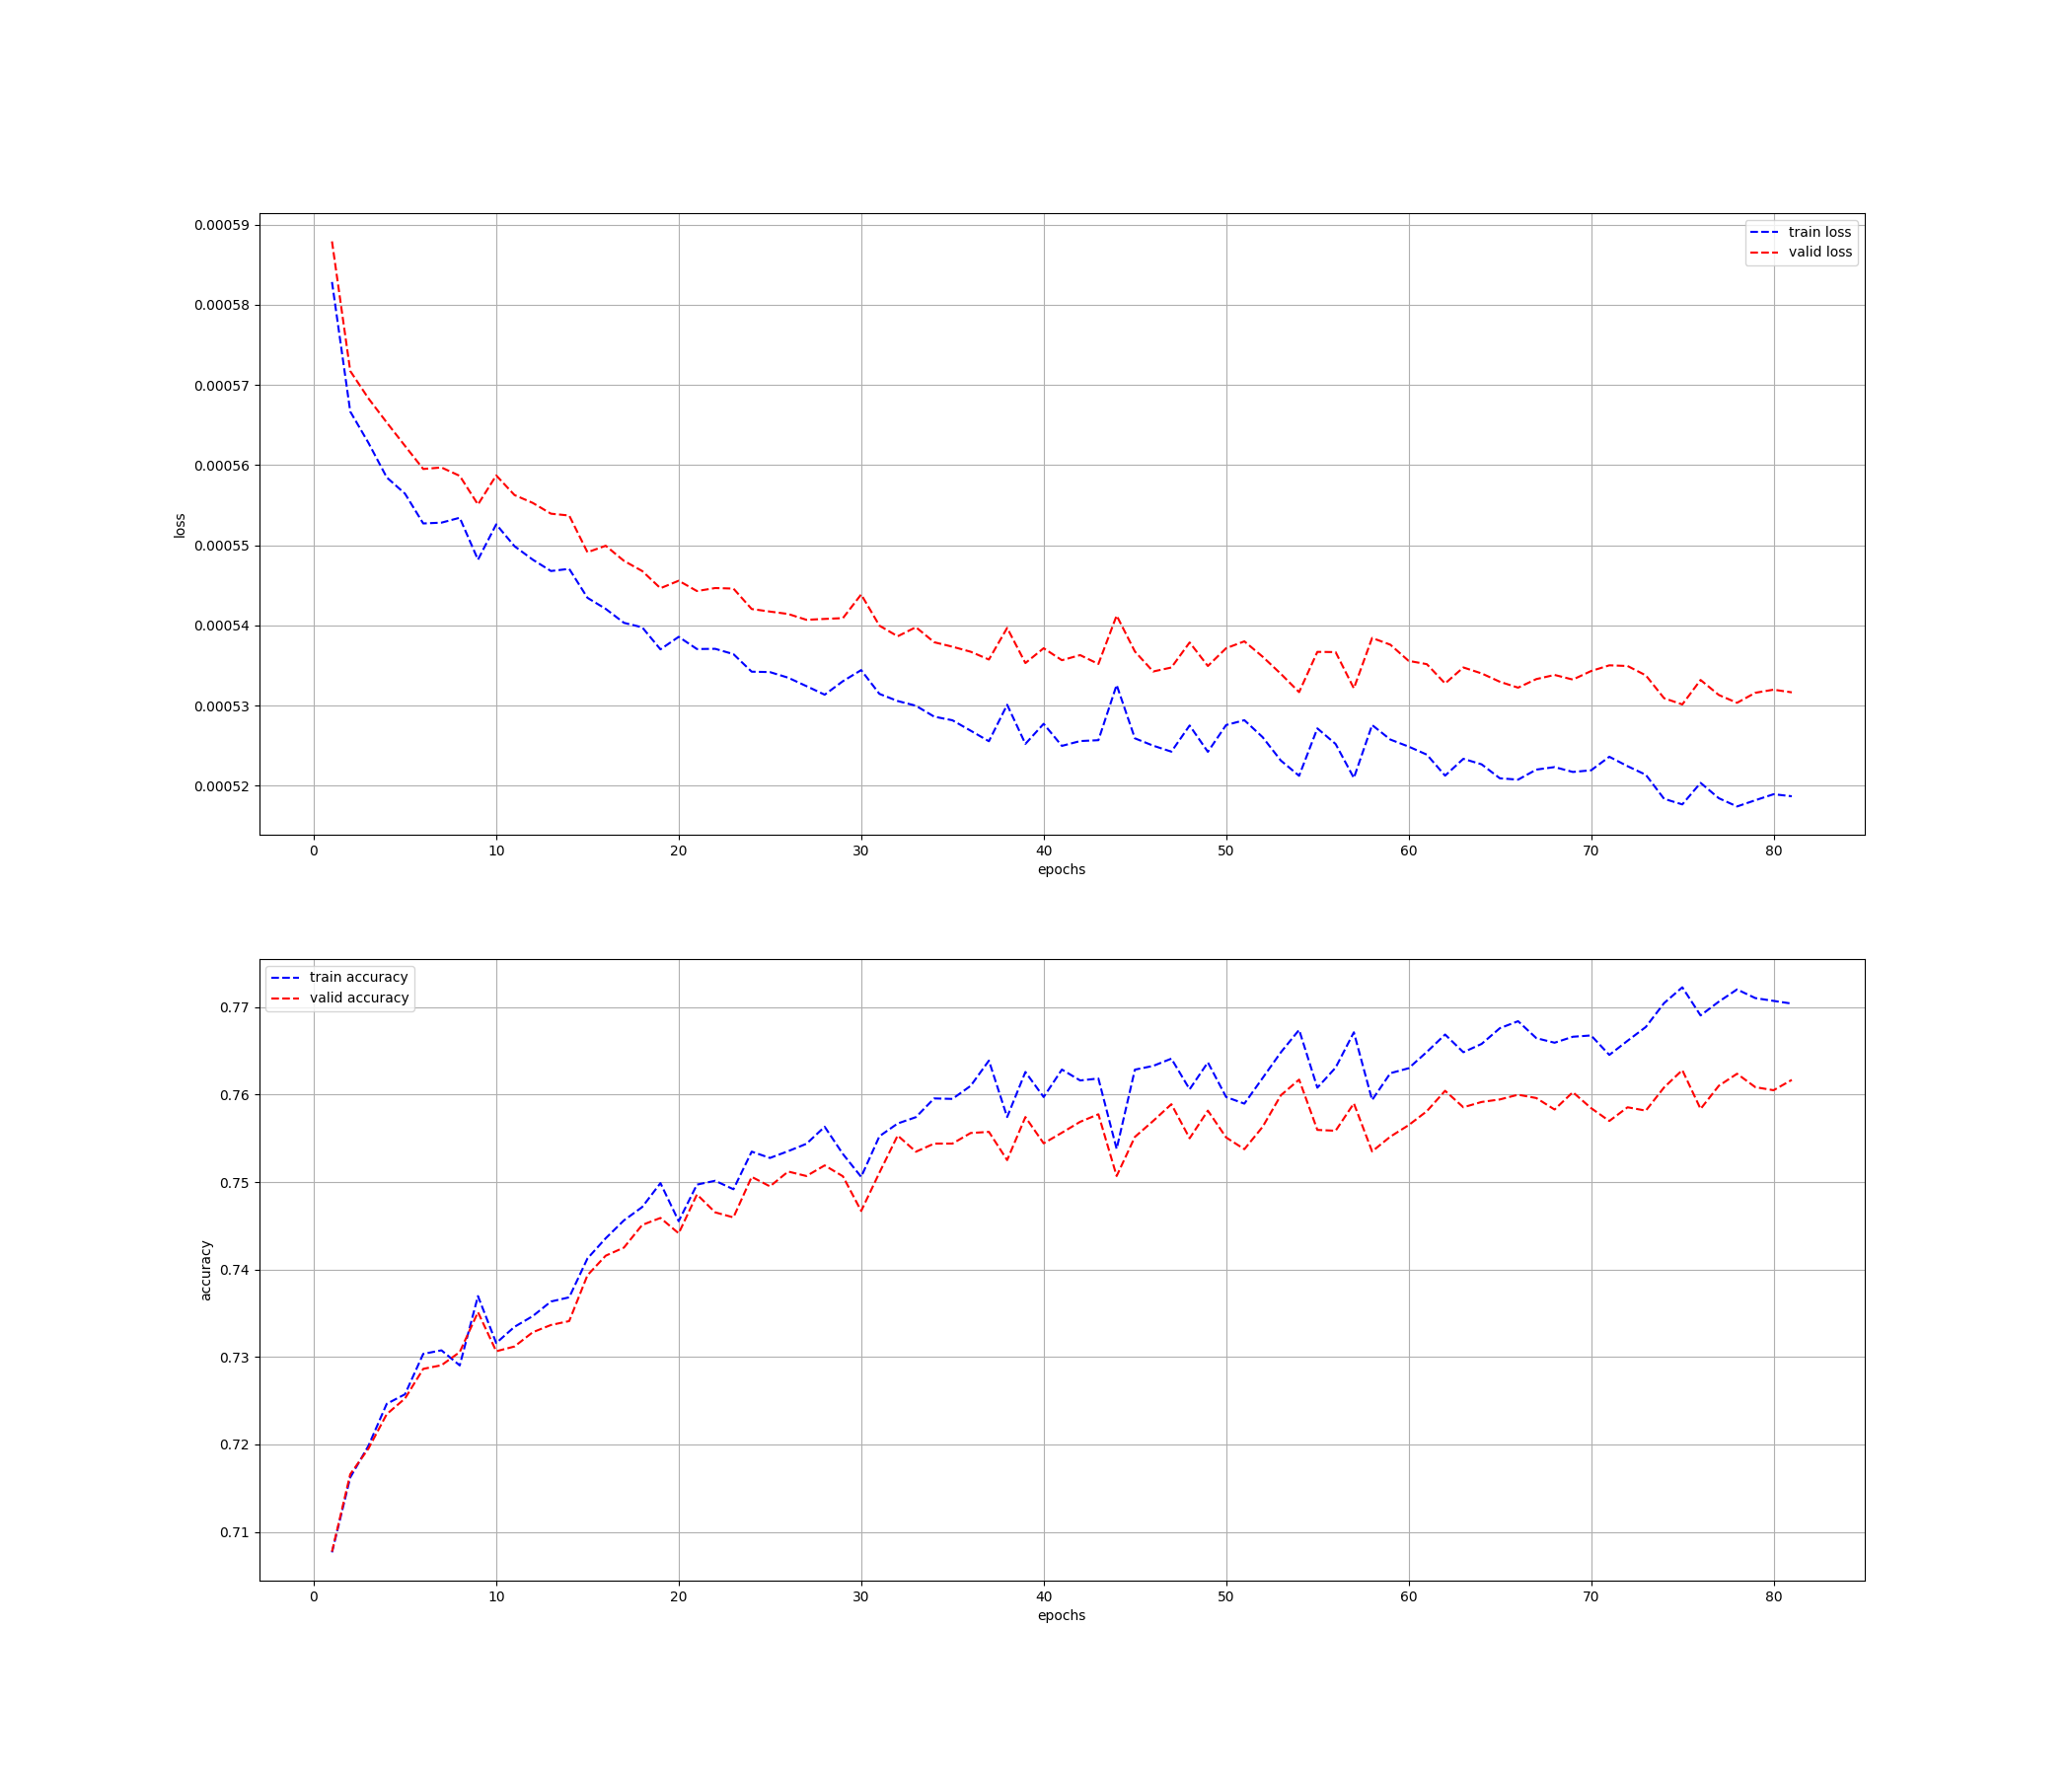 0.00059
0.00058
0.00057
0.00056
0.00055
0.00054
0.00053
0.00052
loss
train loss
valid loss
0 10 20 30 40 50 60 70 80
epochs
train accuracy
valid accuracy
0.77
0.76
0.75
0.74
0.73
0.72
0.71
accuracy
0 10 20 30 40 50 60 70 80
epochs